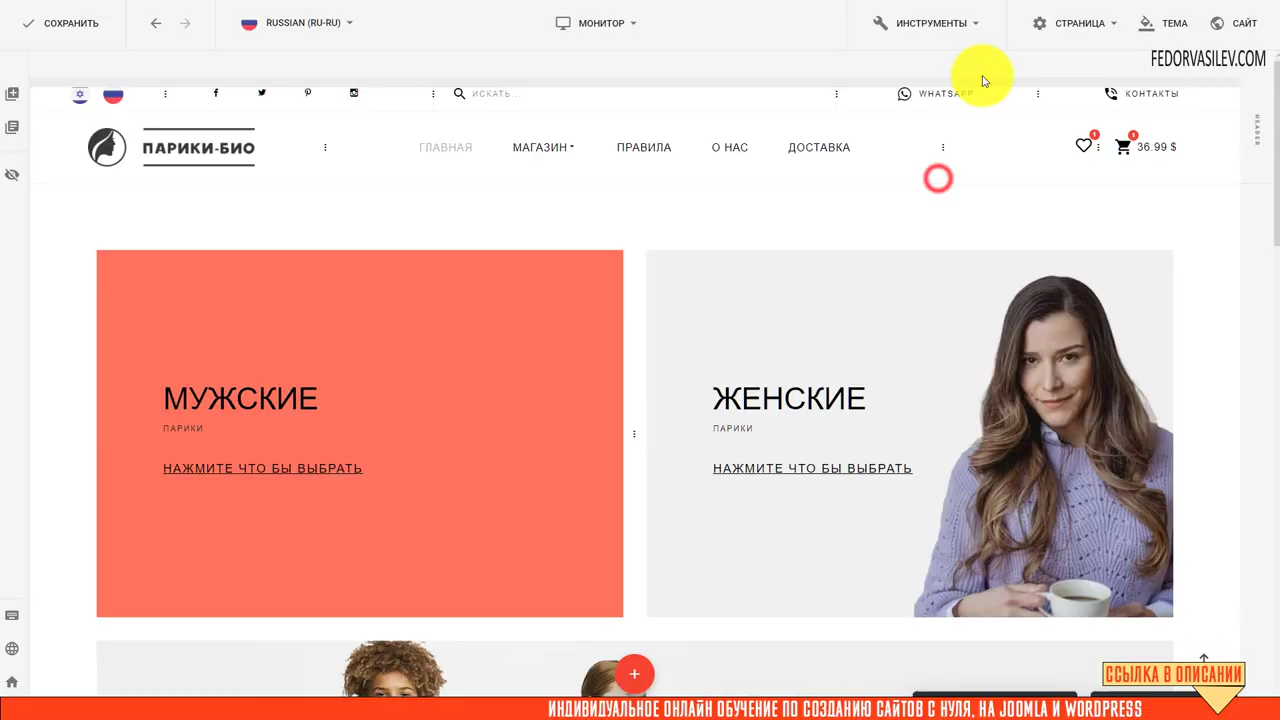 СОХРАНИТЬ
RUSSIAN (RU-RU)
МОНИТОР
ИНСТРУМЕНТЫ
СТРАНИЦА
ТЕМА
САЙТ
FEDORVASILEV.COM
ИСКАТЬ...
WHATSAPP
КОНТАКТЫ
HEADER
ПАРИКИ-БИО
ГЛАВНАЯ
МАГАЗИН
ПРАВИЛА
О НАС
ДОСТАВКА
1
1
36.99 $
МУЖСКИЕ
ПАРИКИ
НАЖМИТЕ ЧТО БЫ ВЫБРАТЬ
ЖЕНСКИЕ
ПАРИКИ
НАЖМИТЕ ЧТО БЫ ВЫБРАТЬ
ССЫЛКА В ОПИСАНИИ
ИНДИВИДУАЛЬНОЕ ОНЛАЙН ОБУЧЕНИЕ ПО СОЗДАНИЮ САЙТОВ С НУЛЯ, НА JOOMLA И WORDPRESS